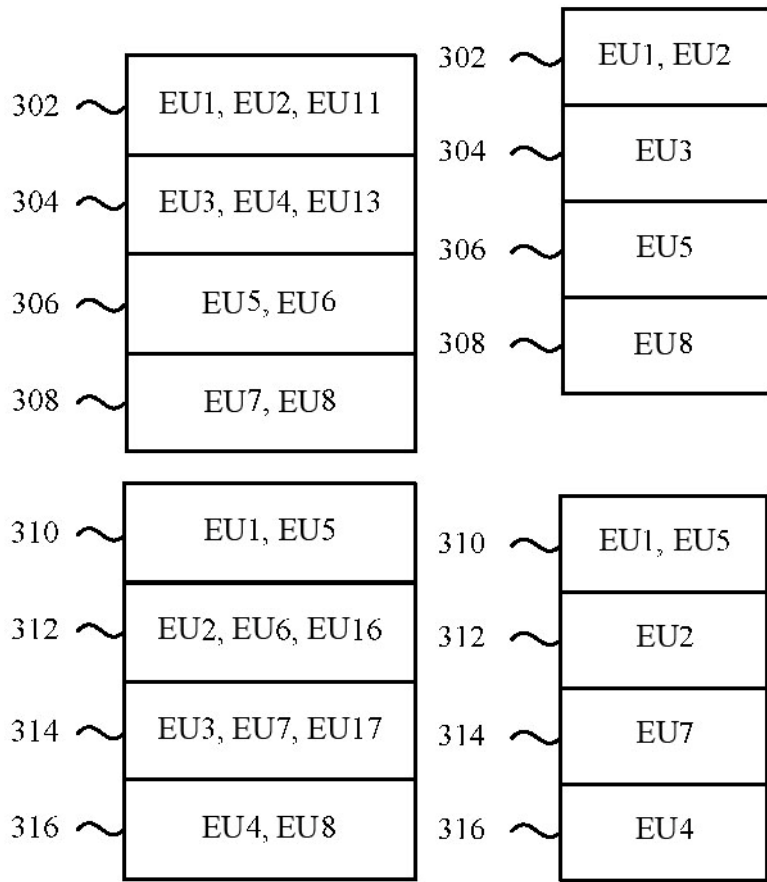 302 EU1, EU2, EU11
304 EU3, EU4, EU13
306 EU5, EU6
308 EU7, EU8
302 EU1, EU2
304 EU3
306 EU5
308 EU8
310 EU1, EU5
312 EU2, EU6, EU16
314 EU3, EU7, EU17
316 EU4, EU8
310 EU1, EU5
312 EU2
314 EU7
316 EU4